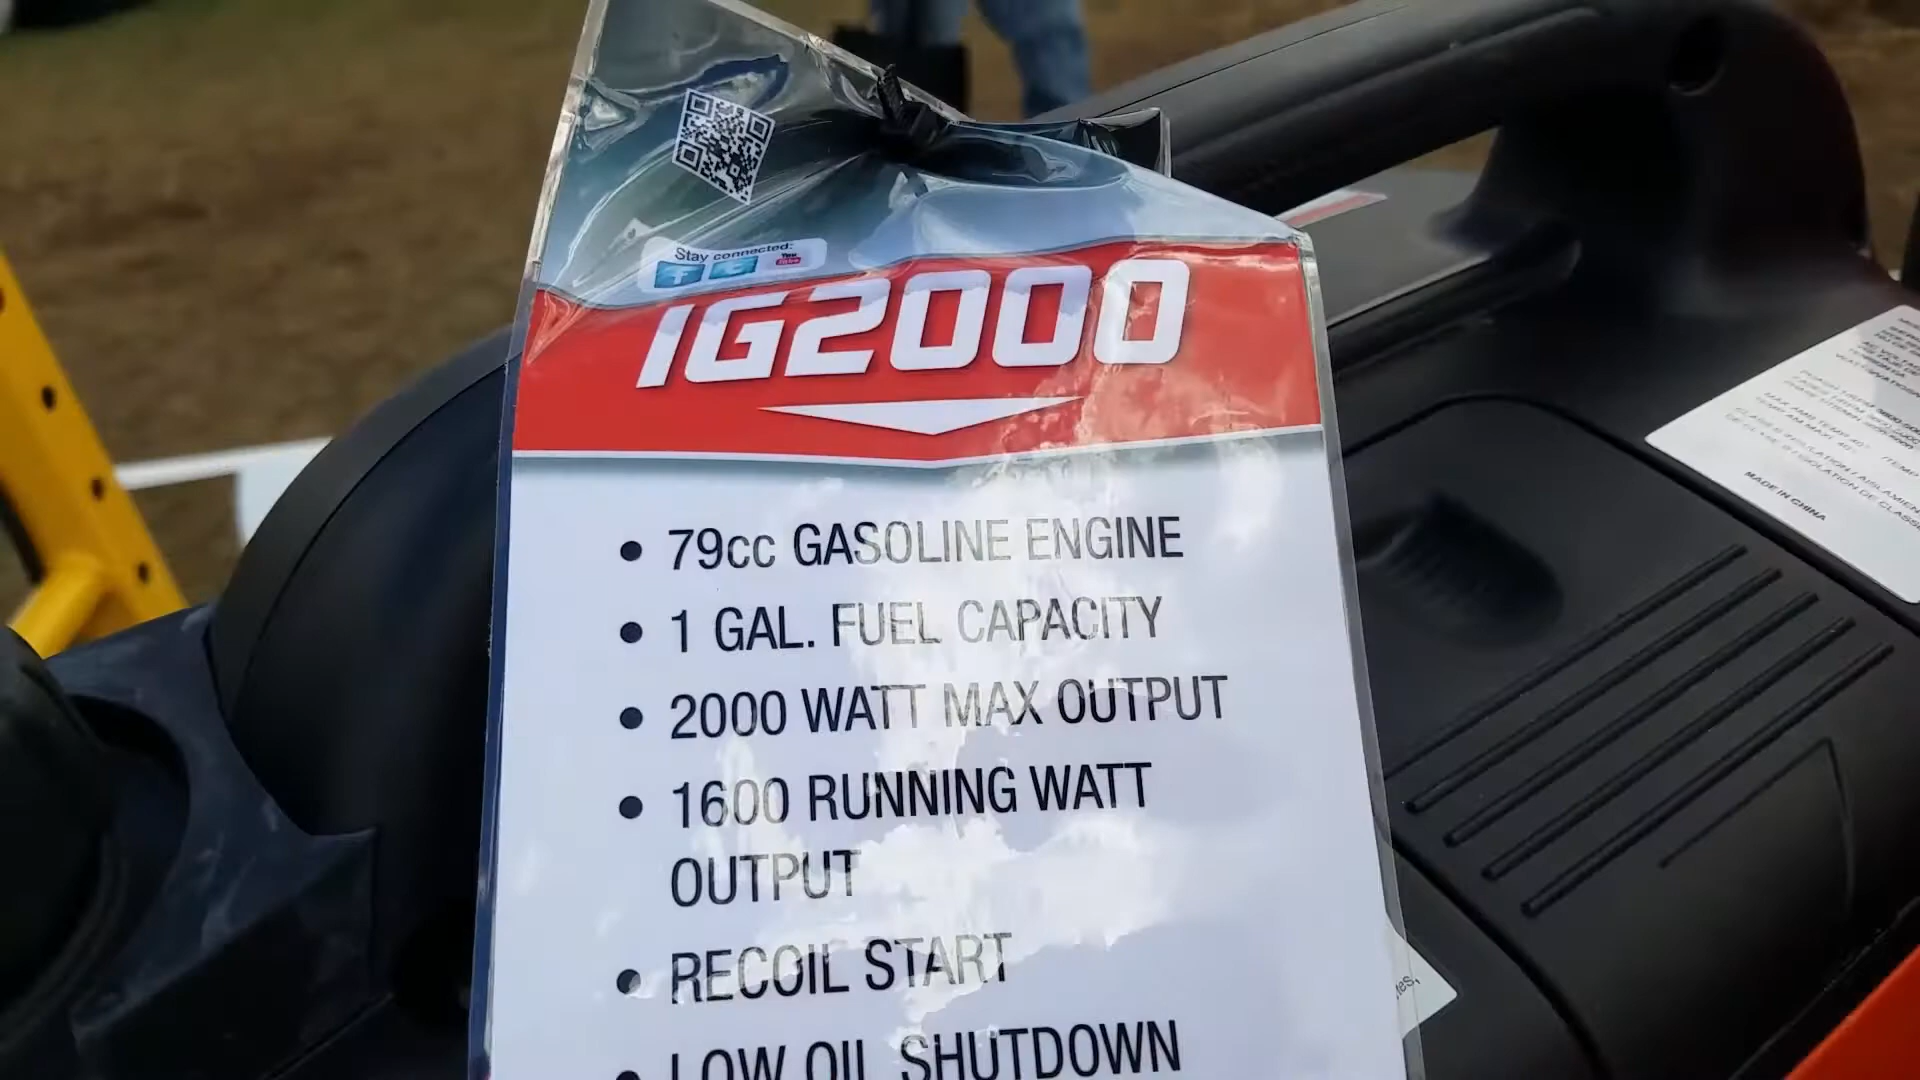 Stay connected:
IG2000
• 79cc GASOLINE ENGINE
• 1 GAL. FUEL CAPACITY
• 2000 WATT MAX OUTPUT
• 1600 RUNNING WATT
OUTPUT
• RECOIL START
• LOW OIL SHUTDOWN
MADE IN CHINA